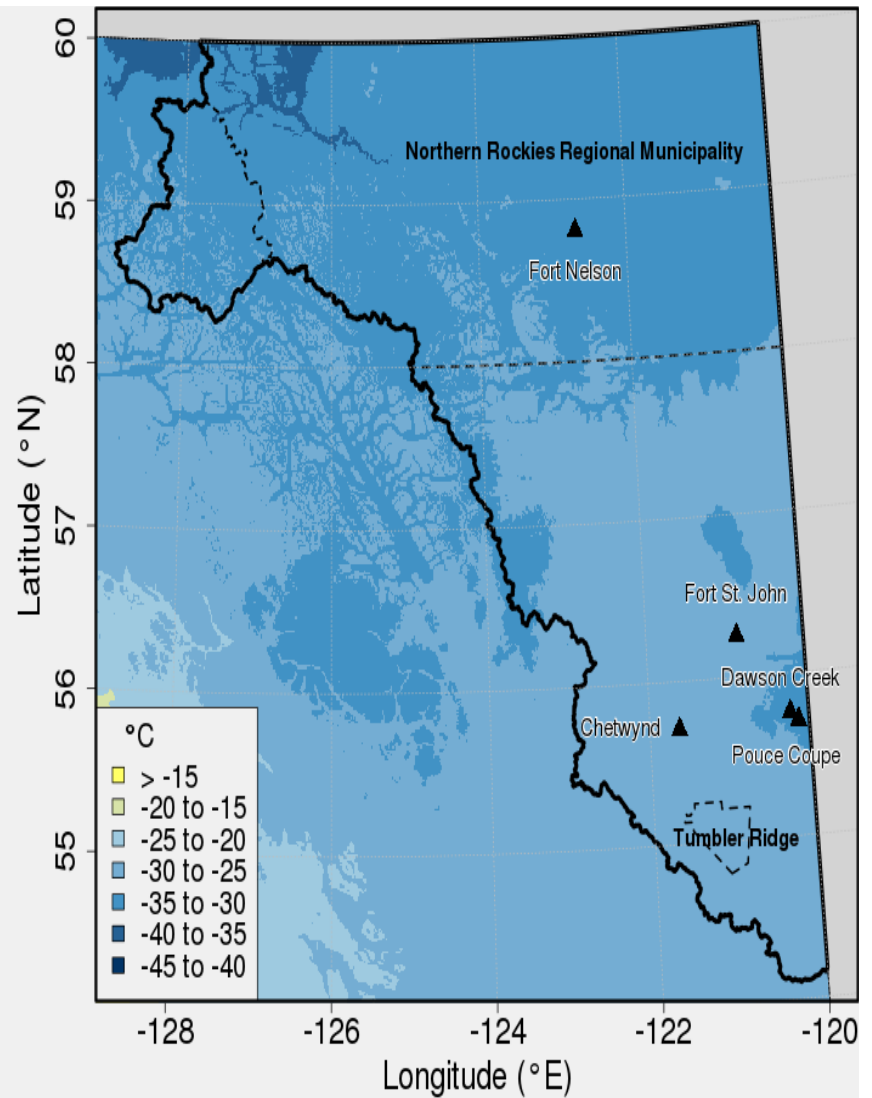 60
59
58
57
56
55
Latitude (°N)
Northern Rockies Regional Municipality
Fort Nelson
Fort St. John
Dawson Creek
Chetwynd
Pouce Coupe
Tumbler Ridge
°C
> -15
-20 to -15
-25 to -20
-30 to -25
-35 to -30
-40 to -35
-45 to -40
-128 -126 -124 -122 -120
Longitude (°E)